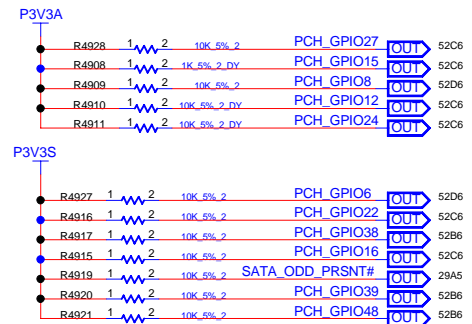 P3V3A
R4928 1 2 10K_5%_2 PCH_GPIO27 OUT 52C6
R4908 1 2 1K_5%_2_DY PCH_GPIO15 OUT 52C6
R4909 1 2 10K_5%_2 PCH_GPIO8 OUT 52D6
R4910 1 2 10K_5%_2_DY PCH_GPIO12 OUT 52C6
R4911 1 2 10K_5%_2_DY PCH_GPIO24 OUT 52C6
P3V3S
R4927 1 2 10K_5%_2 PCH_GPIO6 OUT 52D6
R4916 1 2 10K_5%_2 PCH_GPIO22 OUT 52C6
R4917 1 2 10K_5%_2 PCH_GPIO38 OUT 52B6
R4915 1 2 10K_5%_2 PCH_GPIO16 OUT 52C6
R4919 1 2 10K_5%_2 SATA_ODD_PRSNT# OUT 29A5
R4920 1 2 10K_5%_2 PCH_GPIO39 OUT 52B6
R4921 1 2 10K_5%_2 PCH_GPIO48 OUT 52B6